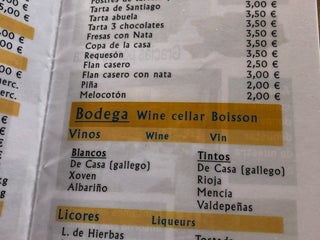 Tarta de Santiago 3,00 €
Tarta abuela 3,50 €
Tarta 3 chocolates 3,50 €
Fresas con Nata 3,50 €
Copa de la casa 3,50 €
Requesón 3,50 €
Flan casero 2,50 €
Flan casero con nata 3,00 €
Piña 2,00 €
Melocotón 2,00 €
Bodega Wine cellar Boisson
Vinos Wine Vin
Blancos
De Casa (gallego)
Xoven
Albariño
Tintos
De Casa (gallego)
Rioja
Mencia
Valdepeñas
Licores Liqueurs
L. de Hierbas